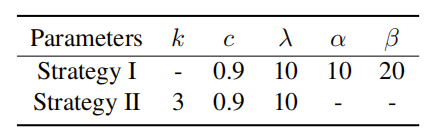 Parameters k c λ α β
Strategy I - 0.9 10 10 20
Strategy II 3 0.9 10 - -